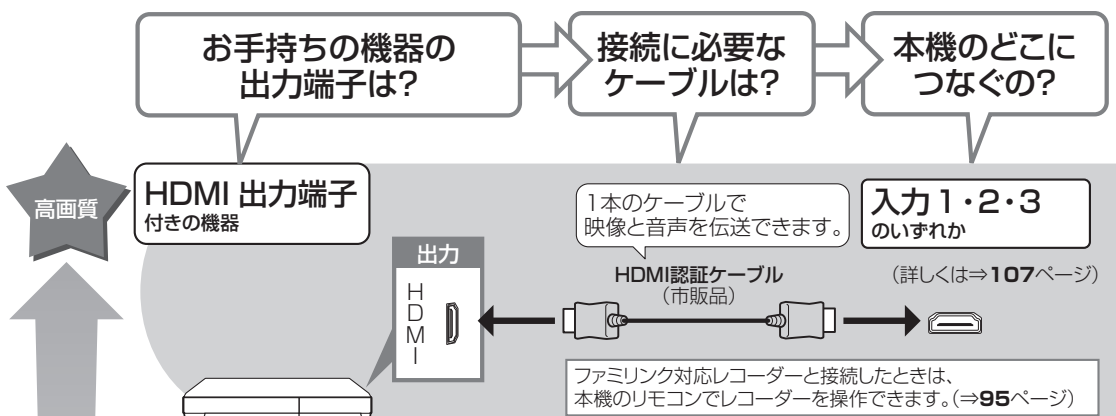 お手持ちの機器の
出力端子は?
接続に必要な
ケーブルは?
本機のどこに
つなぐの?
高画質
HDMI 出力端子
付きの機器
出力
HDMI
1本のケーブルで
映像と音声を伝送できます。
HDMI認証ケーブル
(市販品)
入力1・2・3
のいずれか
(詳しくは⇒107ページ)
ファミリンク対応レコーダーと接続したときは、
本機のリモコンでレコーダーを操作できます。(⇒95ページ)